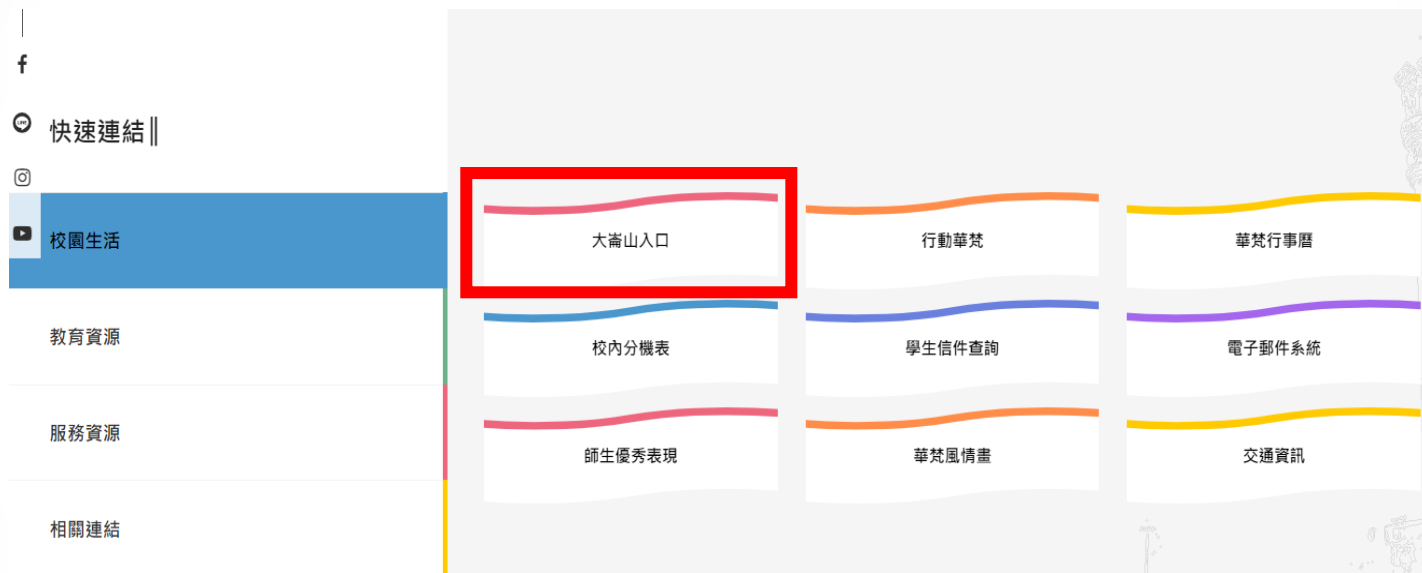 快速連結
校園生活
教育資源
服務資源
相關連結
大崙山入口
行動華梵
華梵行事曆
校內分機表
學生信件查詢
電子郵件系統
師生優秀表現
華梵風情畫
交通資訊